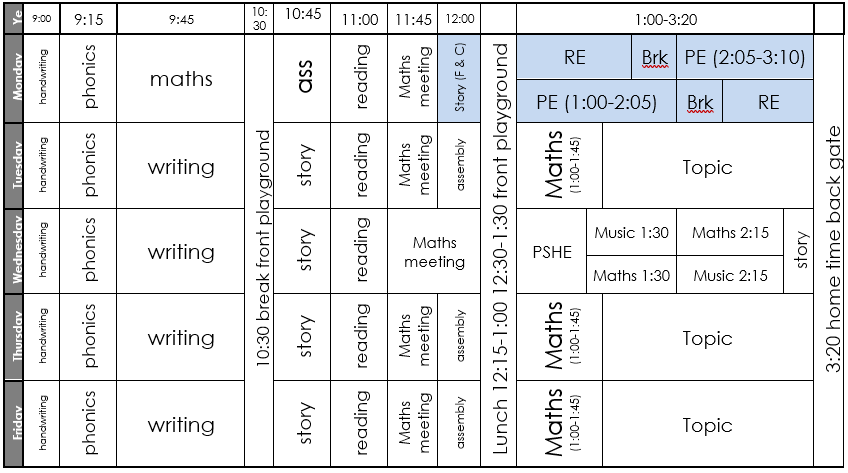 Ye 9:00 9:15 9:45 10:30 10:45 11:00 11:45 12:00 1:00-3:20
Monday handwriting phonics maths ass reading Maths meeting Story (F & C) RE Brk PE (2:05-3:10)
PE (1:00-2:05) Brk RE
Tuesday handwriting phonics writing story reading Maths meeting assembly Maths (1:00-1:45) Topic
Wednesday handwriting phonics writing story reading Maths meeting PSHE Music 1:30 Maths 2:15 story
Maths 1:30 Music 2:15
Thursday handwriting phonics writing story reading Maths meeting assembly Maths (1:00-1:45) Topic
Friday handwriting phonics writing story reading Maths meeting assembly Maths (1:00-1:45) Topic
10:30 break front playground
Lunch 12:15-1:00 12:30-1:30 front playground
3:20 home time back gate